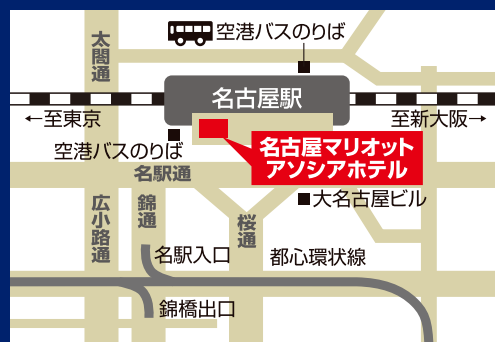 空港バスのりば
太閤通
名古屋駅
←至東京
至新大阪→
空港バスのりば
名古屋マリオット
アソシアホテル
名駅通
大名古屋ビル
広小路通
錦通
桜通
名駅入口
都心環状線
錦橋出口